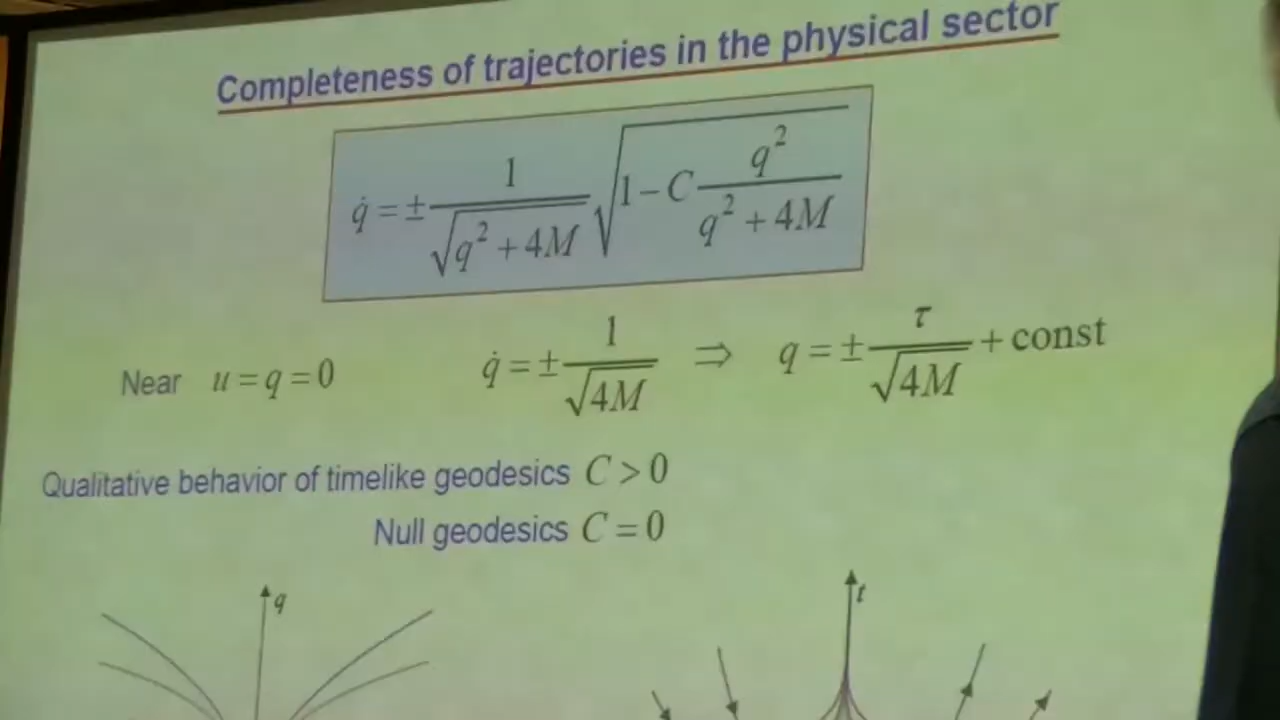 Completeness of trajectories in the physical sector
q̇ = ± 1/√(q² + 4M) √(1 − C q²/(q² + 4M))
Near u = q = 0 q̇ = ± 1/√(4M) ⇒ q = ± τ/√(4M) + const
Qualitative behavior of timelike geodesics C > 0
Null geodesics C = 0
q
t